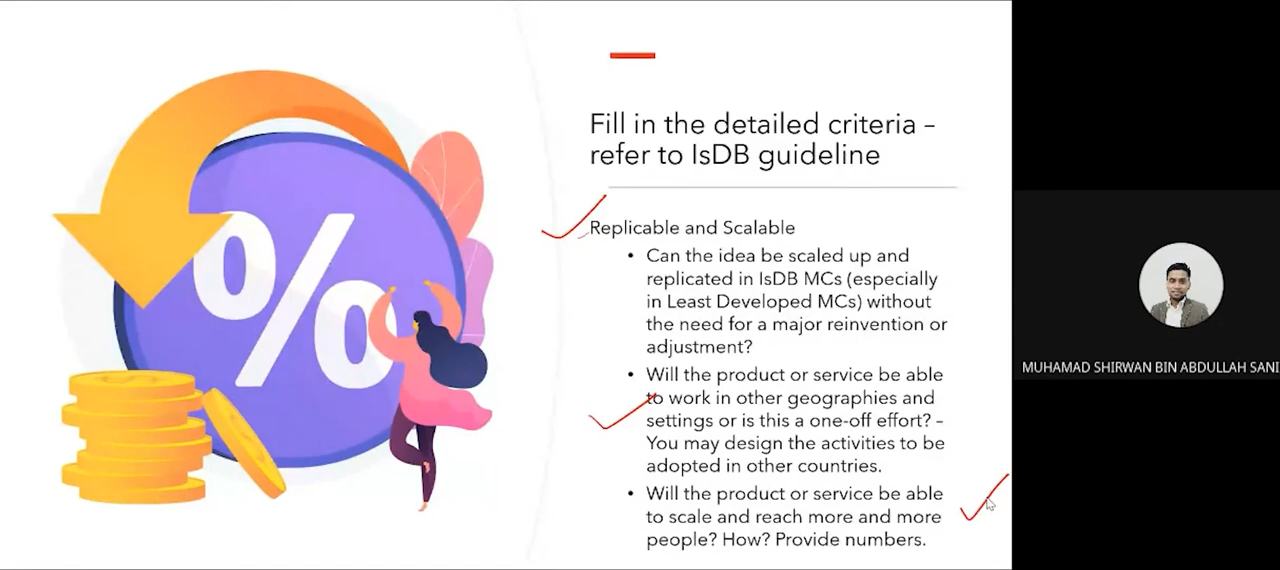 Fill in the detailed criteria –
refer to IsDB guideline
Replicable and Scalable
• Can the idea be scaled up and
replicated in IsDB MCs (especially
in Least Developed MCs) without
the need for a major reinvention or
adjustment?
• Will the product or service be able
to work in other geographies and
settings or is this a one-off effort? –
You may design the activities to be
adopted in other countries.
• Will the product or service be able
to scale and reach more and more
people? How? Provide numbers.
%
MUHAMAD SHIRWAN BIN ABDULLAH SANI